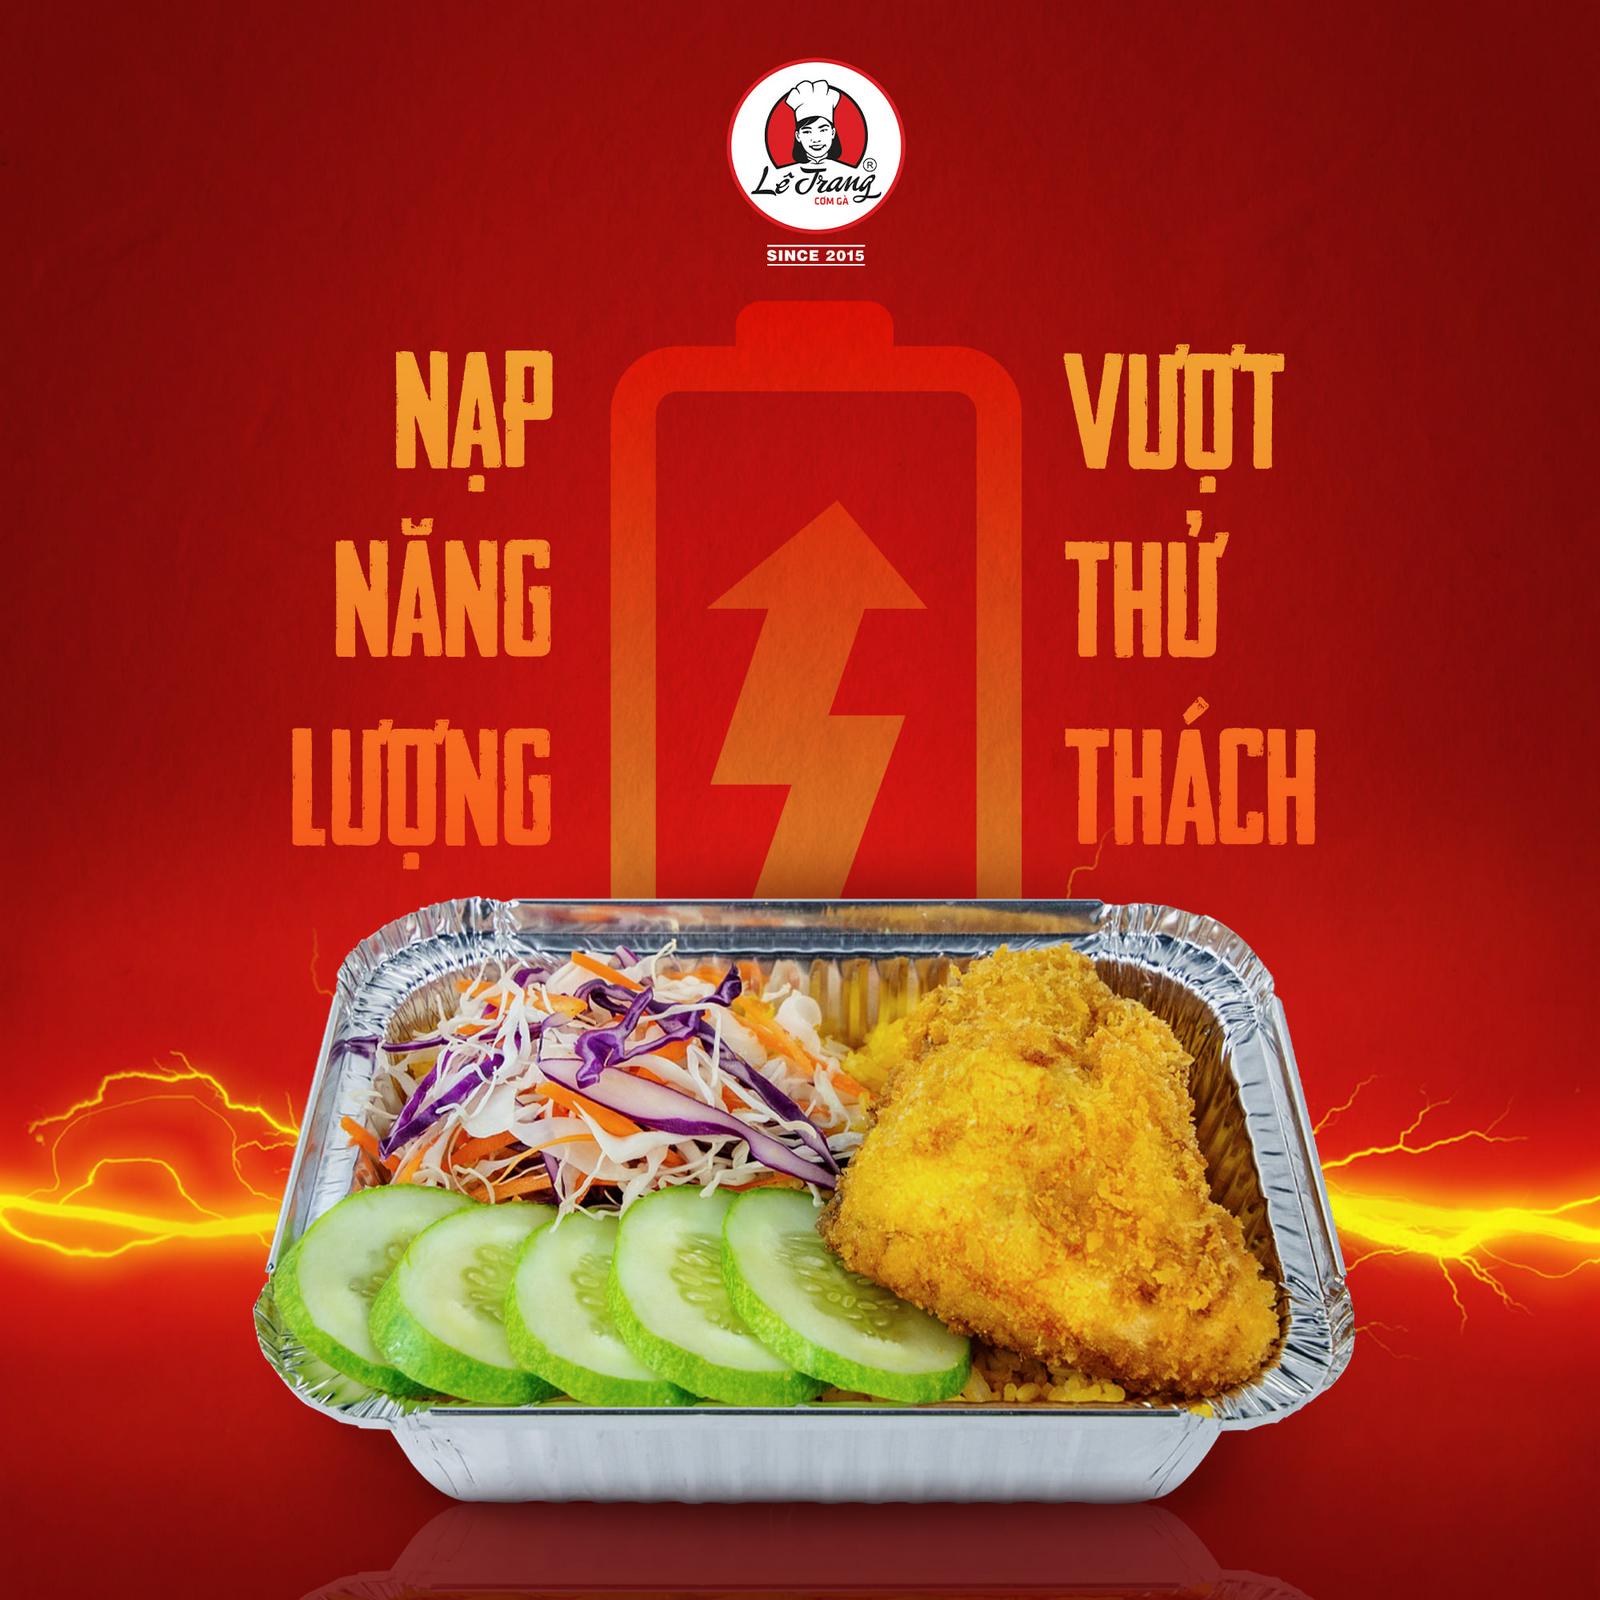 Lê Trang ®
CƠM GÀ
SINCE 2015
NẠP
NĂNG
LƯỢNG
VƯỢT
THỬ
THÁCH